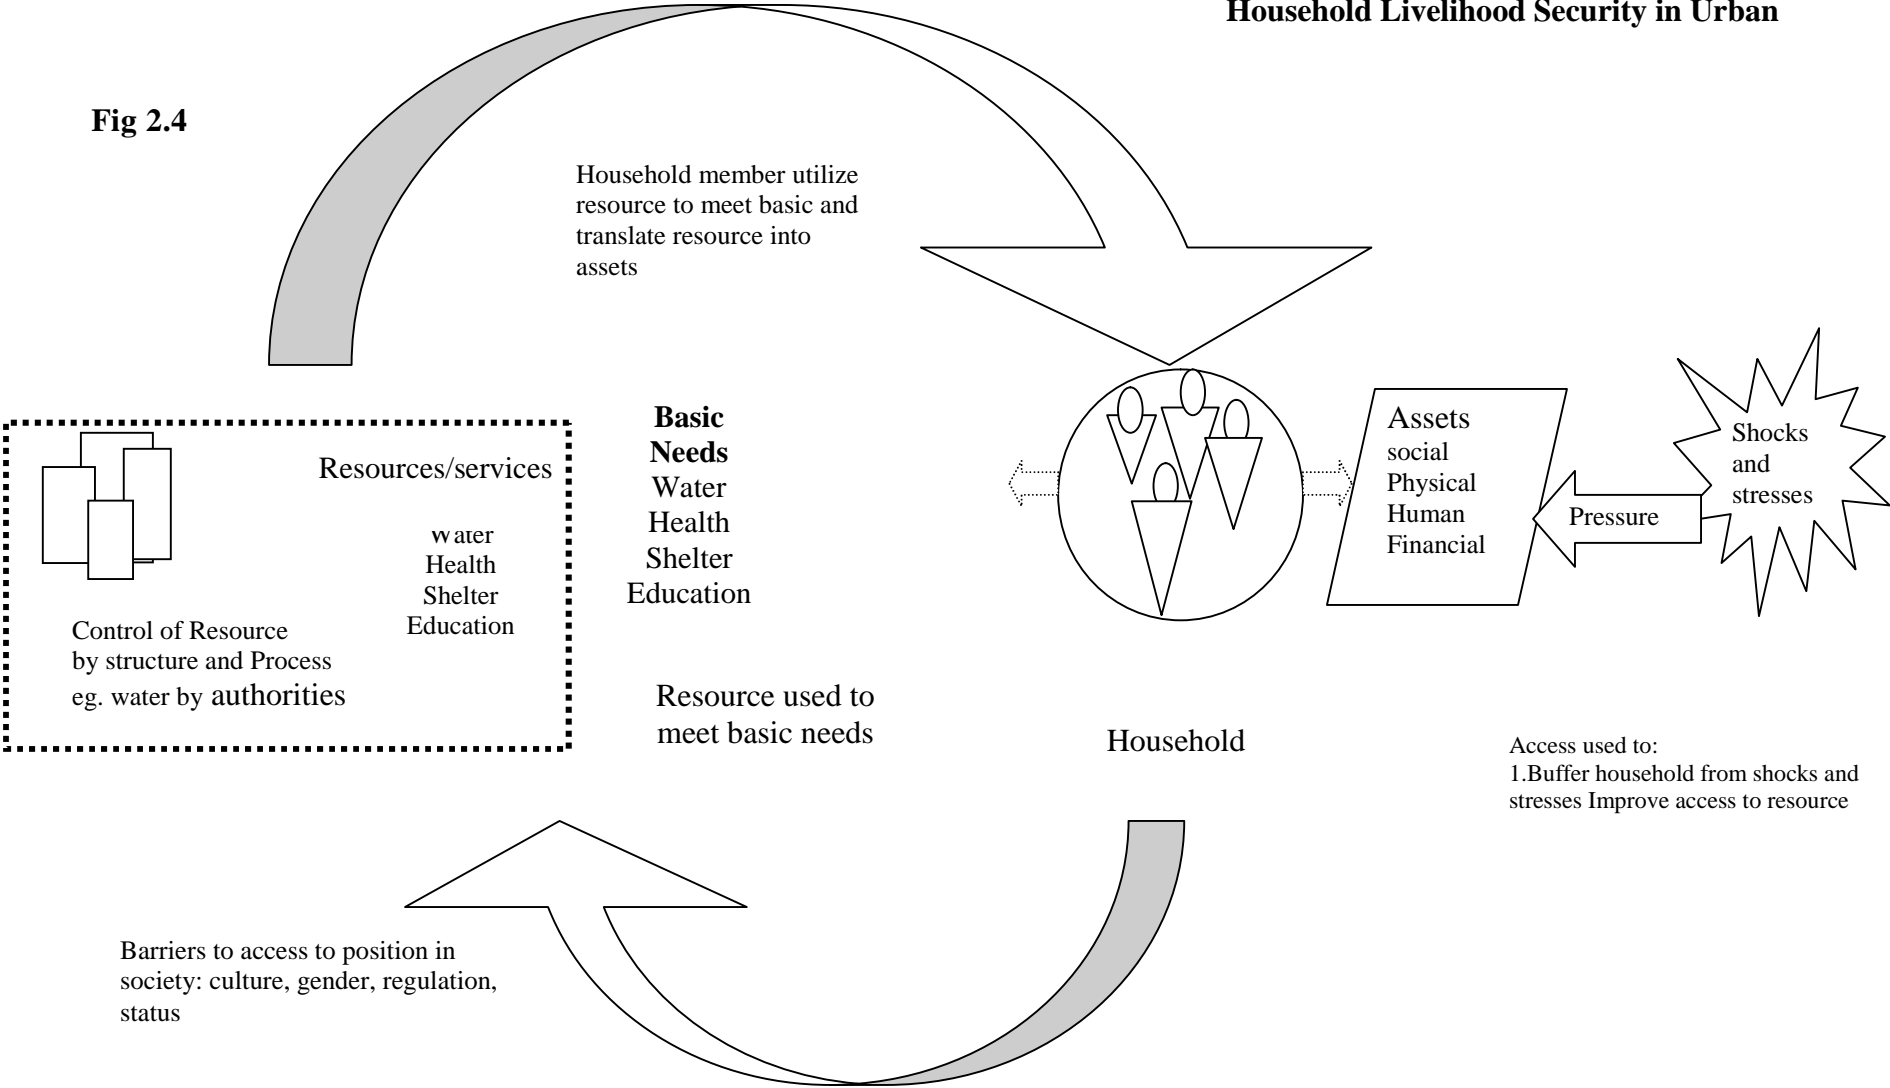 Household Livelihood Security in Urban
Fig 2.4
Household member utilize
resource to meet basic and
translate resource into
assets
Resources/services
Water
Health
Shelter
Education
Control of Resource
by structure and Process
eg. water by authorities
Basic
Needs
Water
Health
Shelter
Education
Resource used to
meet basic needs
Household
Assets
social
Physical
Human
Financial
Pressure
Shocks
and
stresses
Access used to:
1.Buffer household from shocks and
stresses Improve access to resource
Barriers to access to position in
society: culture, gender, regulation,
status